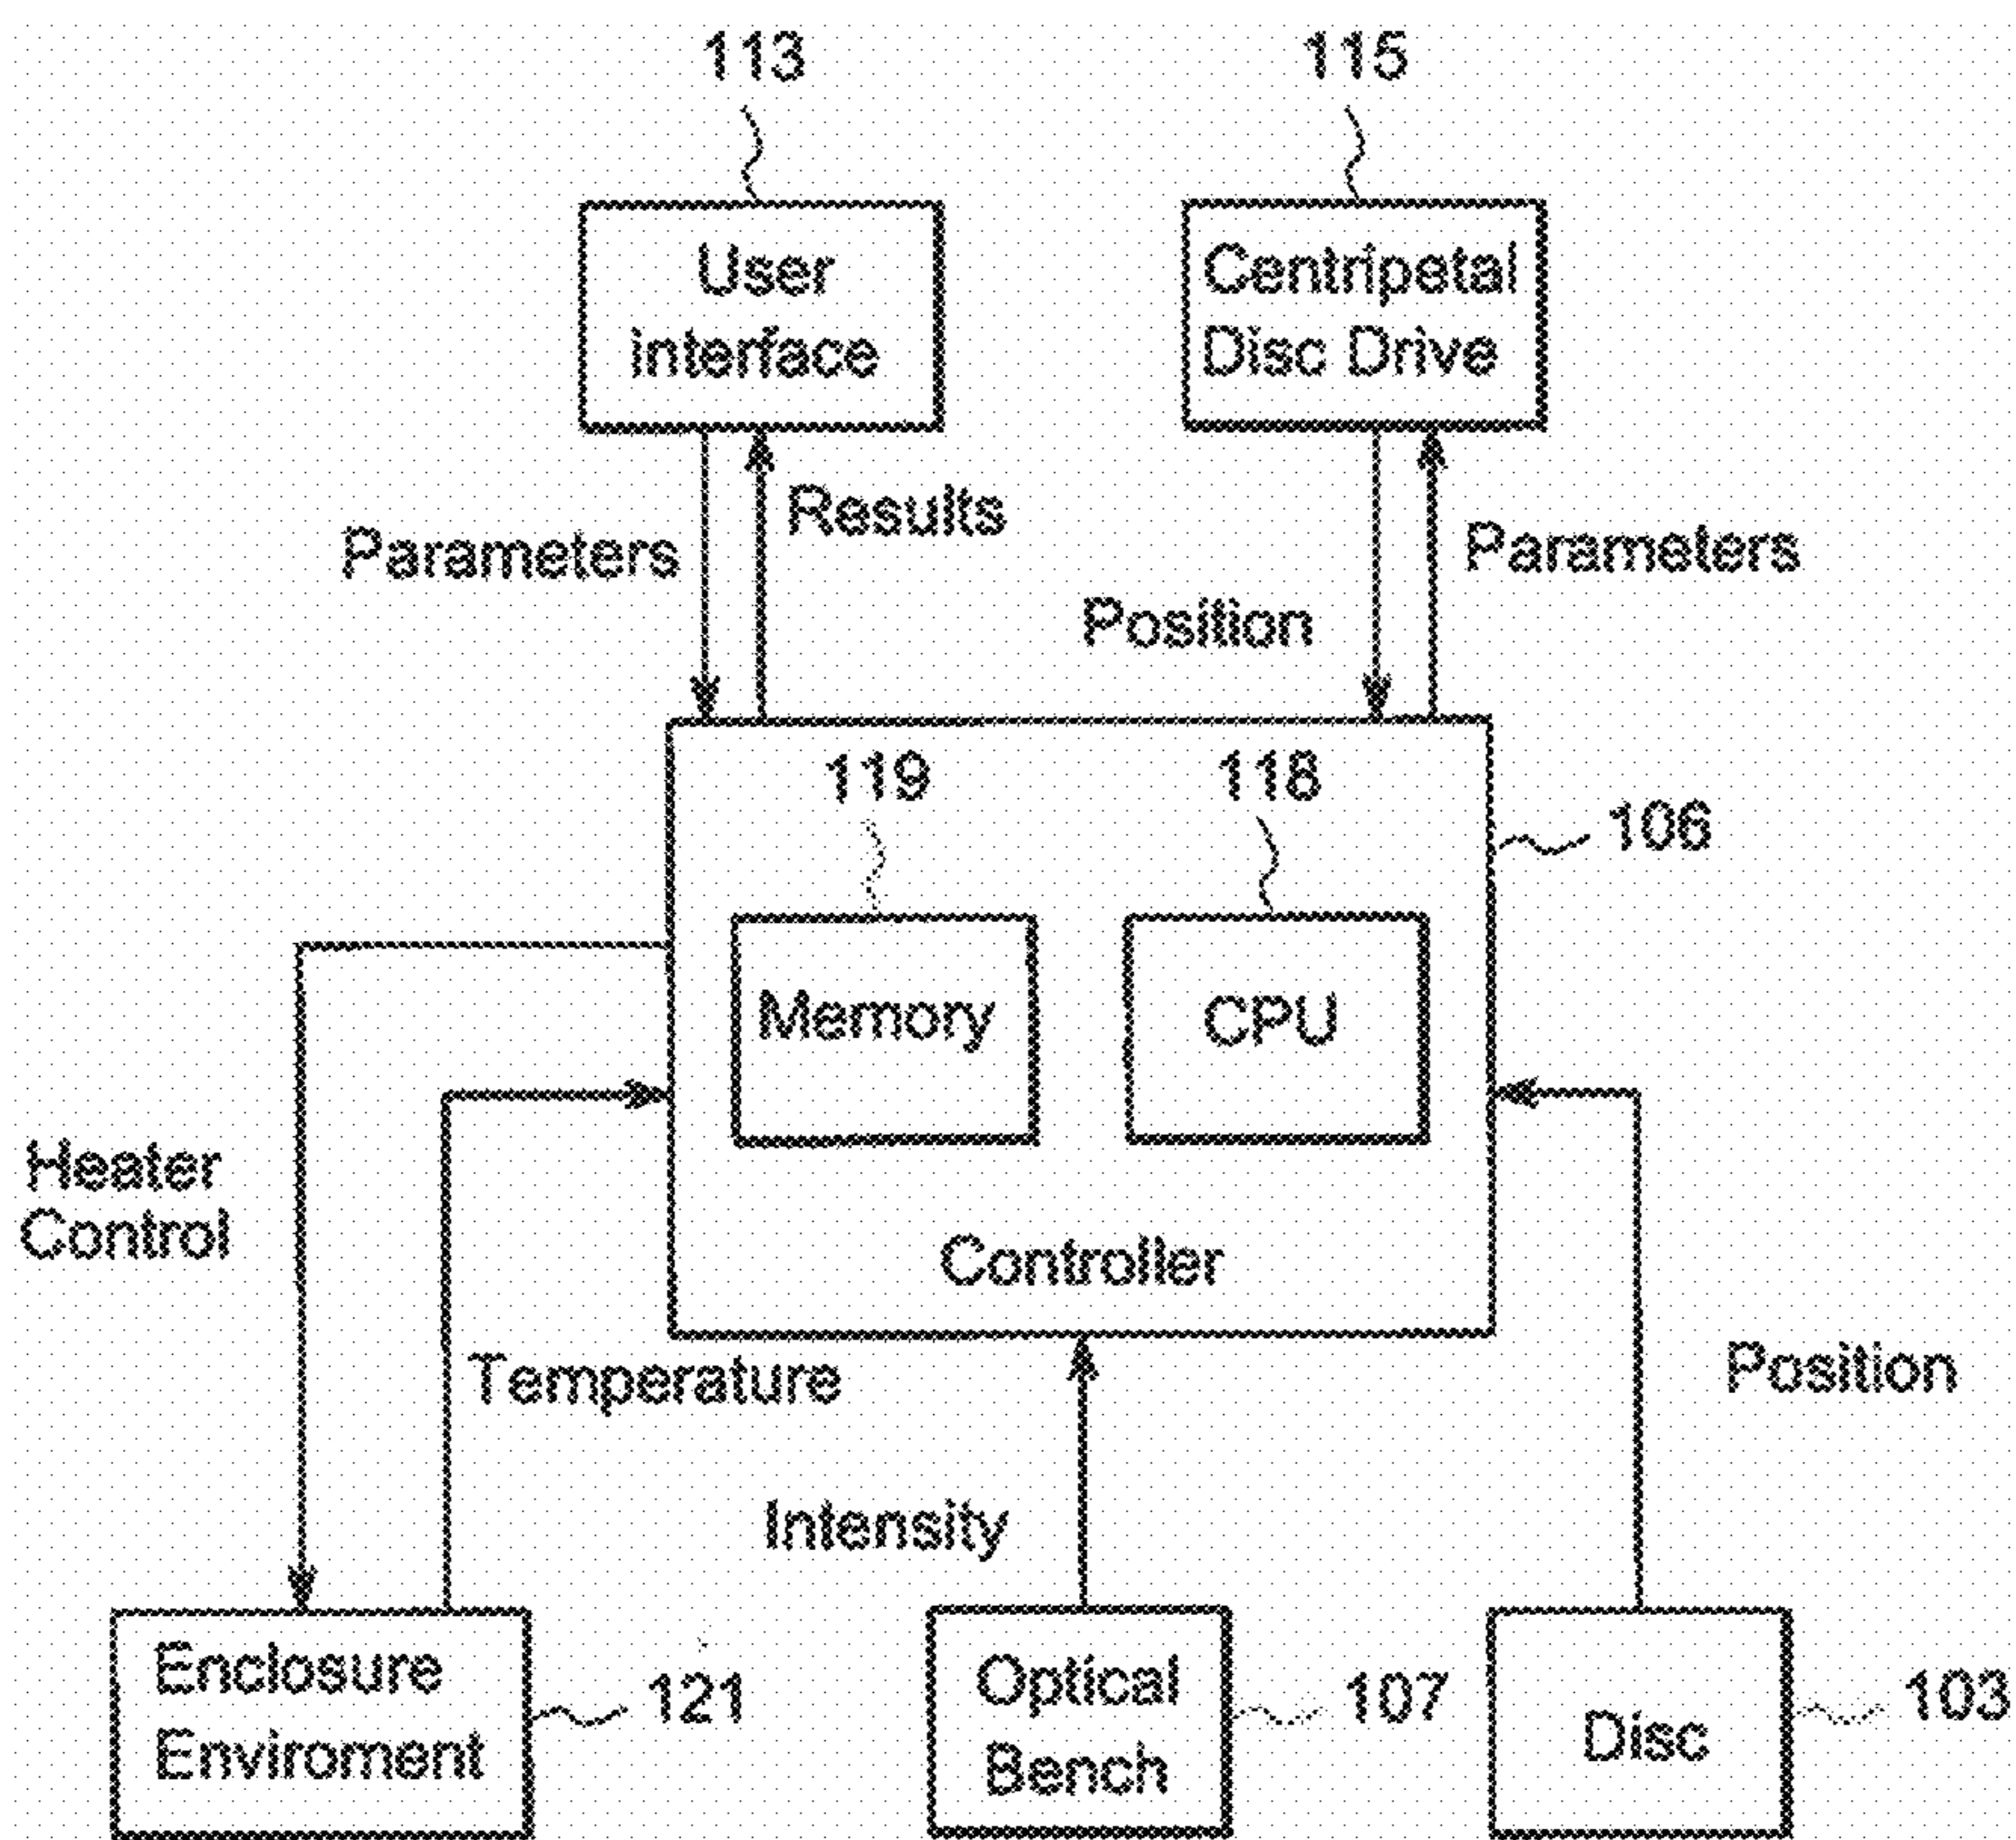 113
115
User
interface
Centripetal
Disc Drive
Results
Parameters
Parameters
Position
119
118
106
Memory
CPU
Heater
Control
Controller
Temperature
Position
Intensity
Enclosure
Enviroment
121
Optical
Bench
107
Disc
103